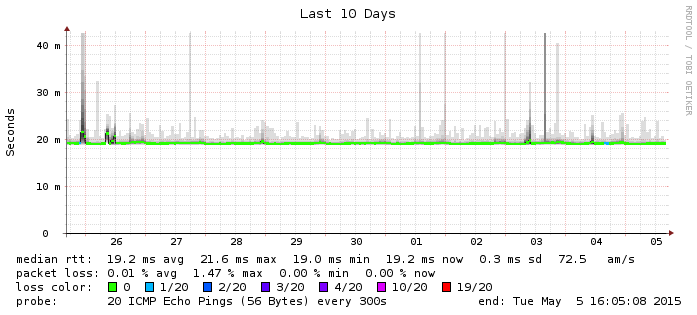 Last 10 Days
RRDTOOL / TOBI OETIKER
Seconds
40 m
30 m
20 m
10 m
0
26 27 28 29 30 01 02 03 04 05
median rtt: 19.2 ms avg 21.6 ms max 19.0 ms min 19.2 ms now 0.3 ms sd 72.5 am/s
packet loss: 0.01 % avg 1.47 % max 0.00 % min 0.00 % now
loss color: 0 1/20 2/20 3/20 4/20 10/20 19/20
probe: 20 ICMP Echo Pings (56 Bytes) every 300s end: Tue May 5 16:05:08 2015